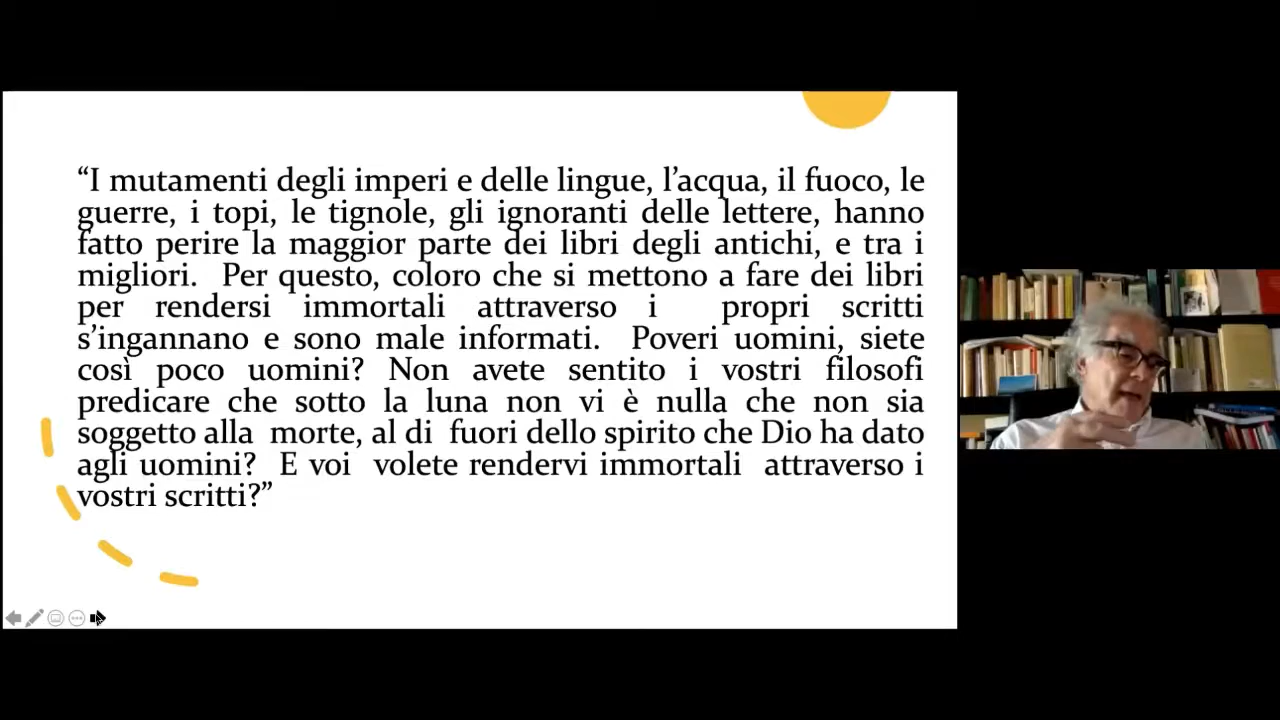 “I mutamenti degli imperi e delle lingue, l’acqua, il fuoco, le
guerre, i topi, le tignole, gli ignoranti delle lettere, hanno
fatto perire la maggior parte dei libri degli antichi, e tra i
migliori. Per questo, coloro che si mettono a fare dei libri
per rendersi immortali attraverso i propri scritti
s’ingannano e sono male informati. Poveri uomini, siete
così poco uomini? Non avete sentito i vostri filosofi
predicare che sotto la luna non vi è nulla che non sia
soggetto alla morte, al di fuori dello spirito che Dio ha dato
agli uomini? E voi volete rendervi immortali attraverso i
vostri scritti?”